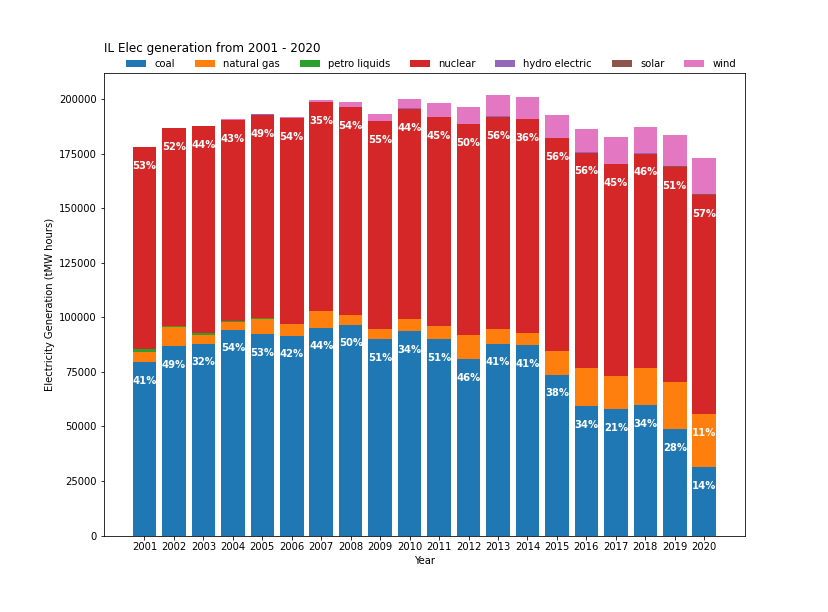 IL Elec generation from 2001 - 2020
coal natural gas petro liquids nuclear hydro electric solar wind
Electricity Generation (tMW hours)
200000
175000
150000
125000
100000
75000
50000
25000
0
53% 52% 44% 43% 49% 54% 35% 54% 55% 44% 45% 50% 56% 36% 56% 56% 45% 46% 51% 57%
11%
41% 49% 32% 54% 53% 42% 44% 50% 51% 34% 51% 46% 41% 41% 38% 34% 21% 34% 28% 14%
2001 2002 2003 2004 2005 2006 2007 2008 2009 2010 2011 2012 2013 2014 2015 2016 2017 2018 2019 2020
Year